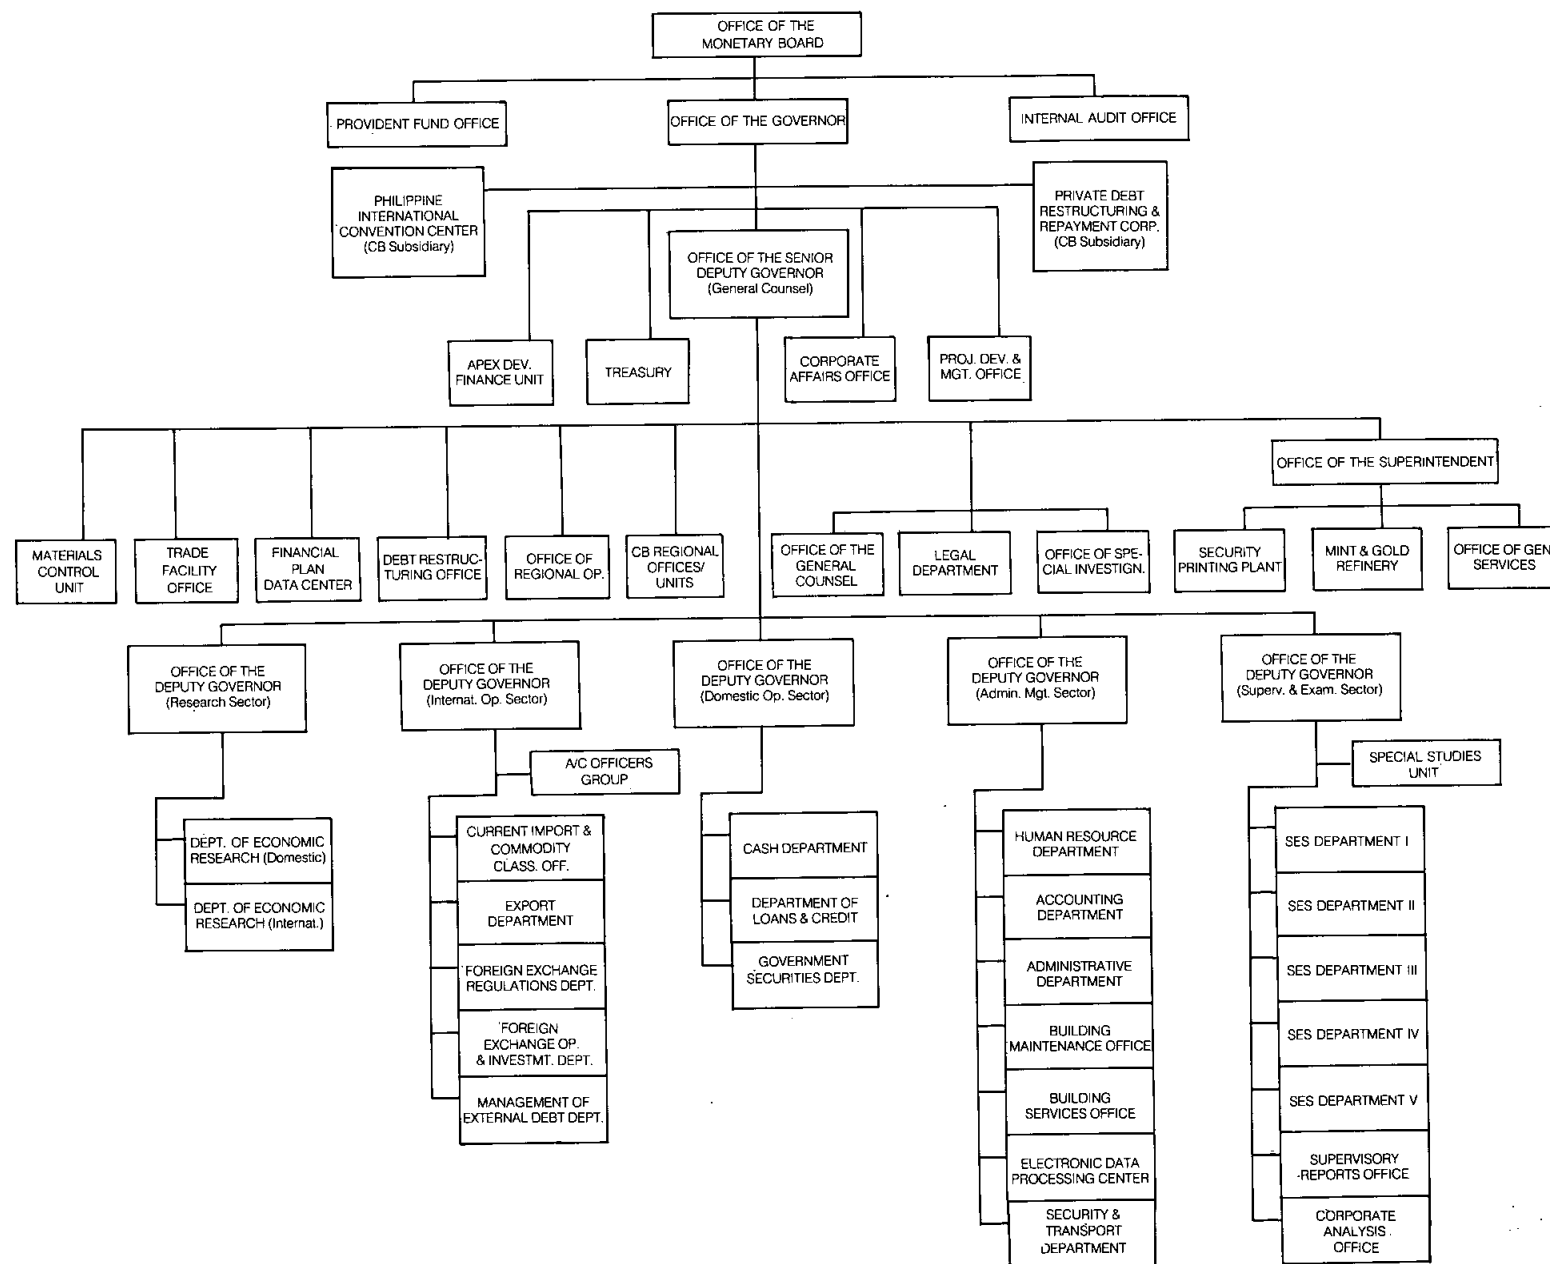 OFFICE OF THE
MONETARY BOARD
PROVIDENT FUND OFFICE
OFFICE OF THE GOVERNOR
INTERNAL AUDIT OFFICE
PHILIPPINE
INTERNATIONAL
CONVENTION CENTER
(CB Subsidiary)
PRIVATE DEBT
RESTRUCTURING &
REPAYMENT CORP.
(CB Subsidiary)
OFFICE OF THE SENIOR
DEPUTY GOVERNOR
(General Counsel)
APEX DEV.
FINANCE UNIT
TREASURY
CORPORATE
AFFAIRS OFFICE
PROJ. DEV. &
MGT. OFFICE
OFFICE OF THE SUPERINTENDENT
MATERIALS
CONTROL
UNIT
TRADE
FACILITY
OFFICE
FINANCIAL
PLAN
DATA CENTER
DEBT RESTRUC-
TURING OFFICE
OFFICE OF
REGIONAL OP.
CB REGIONAL
OFFICES/
UNITS
OFFICE OF THE
GENERAL
COUNSEL
LEGAL
DEPARTMENT
OFFICE OF SPE-
CIAL INVESTIGN.
SECURITY
PRINTING PLANT
MINT & GOLD
REFINERY
OFFICE OF GEN
SERVICES
OFFICE OF THE
DEPUTY GOVERNOR
(Research Sector)
OFFICE OF THE
DEPUTY GOVERNOR
(Internat. Op. Sector)
OFFICE OF THE
DEPUTY GOVERNOR
(Domestic Op. Sector)
OFFICE OF THE
DEPUTY GOVERNOR
(Admin. Mgt. Sector)
OFFICE OF THE
DEPUTY GOVERNOR
(Superv. & Exam. Sector)
A/C OFFICERS
GROUP
SPECIAL STUDIES
UNIT
DEPT. OF ECONOMIC
RESEARCH (Domestic)
DEPT. OF ECONOMIC
RESEARCH (Internat.)
CURRENT IMPORT &
COMMODITY
CLASS. OFF.
EXPORT
DEPARTMENT
FOREIGN EXCHANGE
REGULATIONS DEPT.
FOREIGN
EXCHANGE OP.
& INVESTMT. DEPT.
MANAGEMENT OF
EXTERNAL DEBT DEPT.
CASH DEPARTMENT
DEPARTMENT OF
LOANS & CREDIT
GOVERNMENT
SECURITIES DEPT.
HUMAN RESOURCE
DEPARTMENT
ACCOUNTING
DEPARTMENT
ADMINISTRATIVE
DEPARTMENT
BUILDING
MAINTENANCE OFFICE
BUILDING
SERVICES OFFICE
ELECTRONIC DATA
PROCESSING CENTER
SECURITY &
TRANSPORT
DEPARTMENT
SES DEPARTMENT I
SES DEPARTMENT II
SES DEPARTMENT III
SES DEPARTMENT IV
SES DEPARTMENT V
SUPERVISORY
REPORTS OFFICE
CORPORATE
ANALYSIS
OFFICE